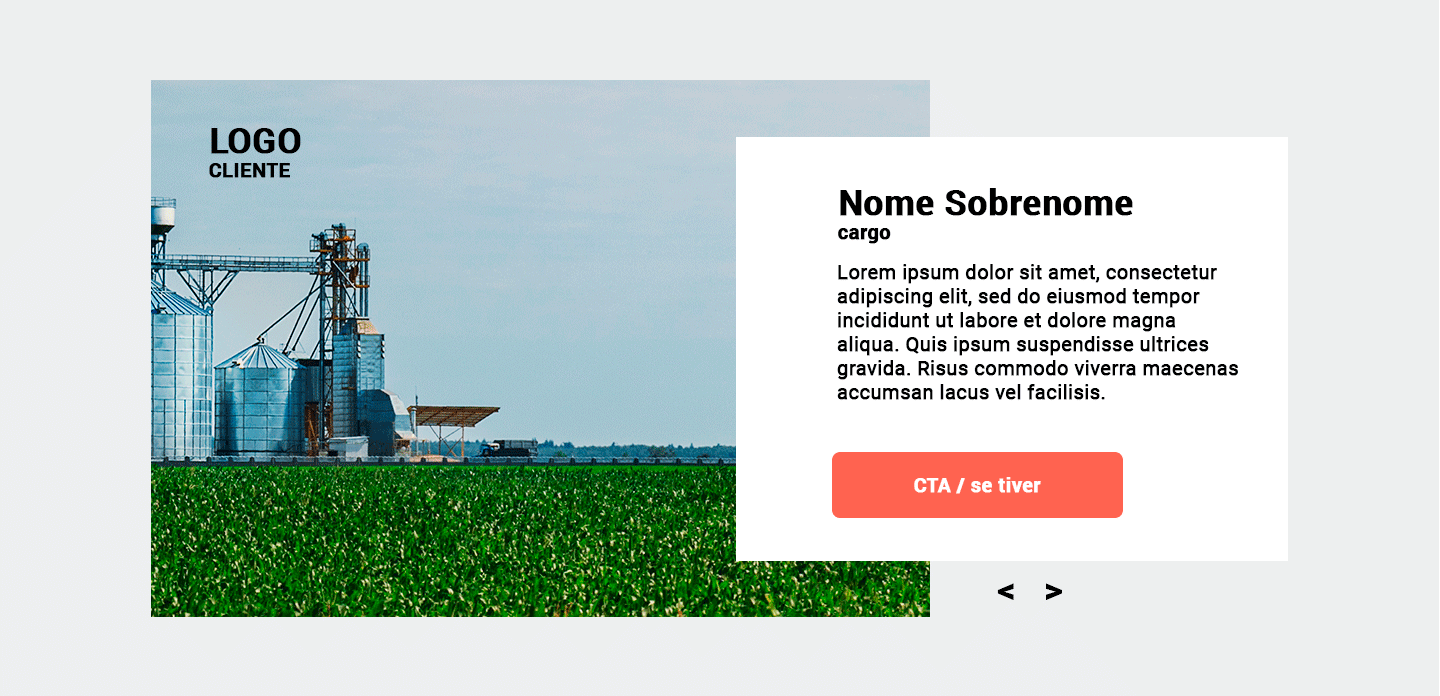 LOGO
CLIENTE
Nome Sobrenome
cargo
Lorem ipsum dolor sit amet, consectetur
adipiscing elit, sed do eiusmod tempor
incididunt ut labore et dolore magna
aliqua. Quis ipsum suspendisse ultrices
gravida. Risus commodo viverra maecenas
accumsan lacus vel facilisis.
CTA / se tiver
< >